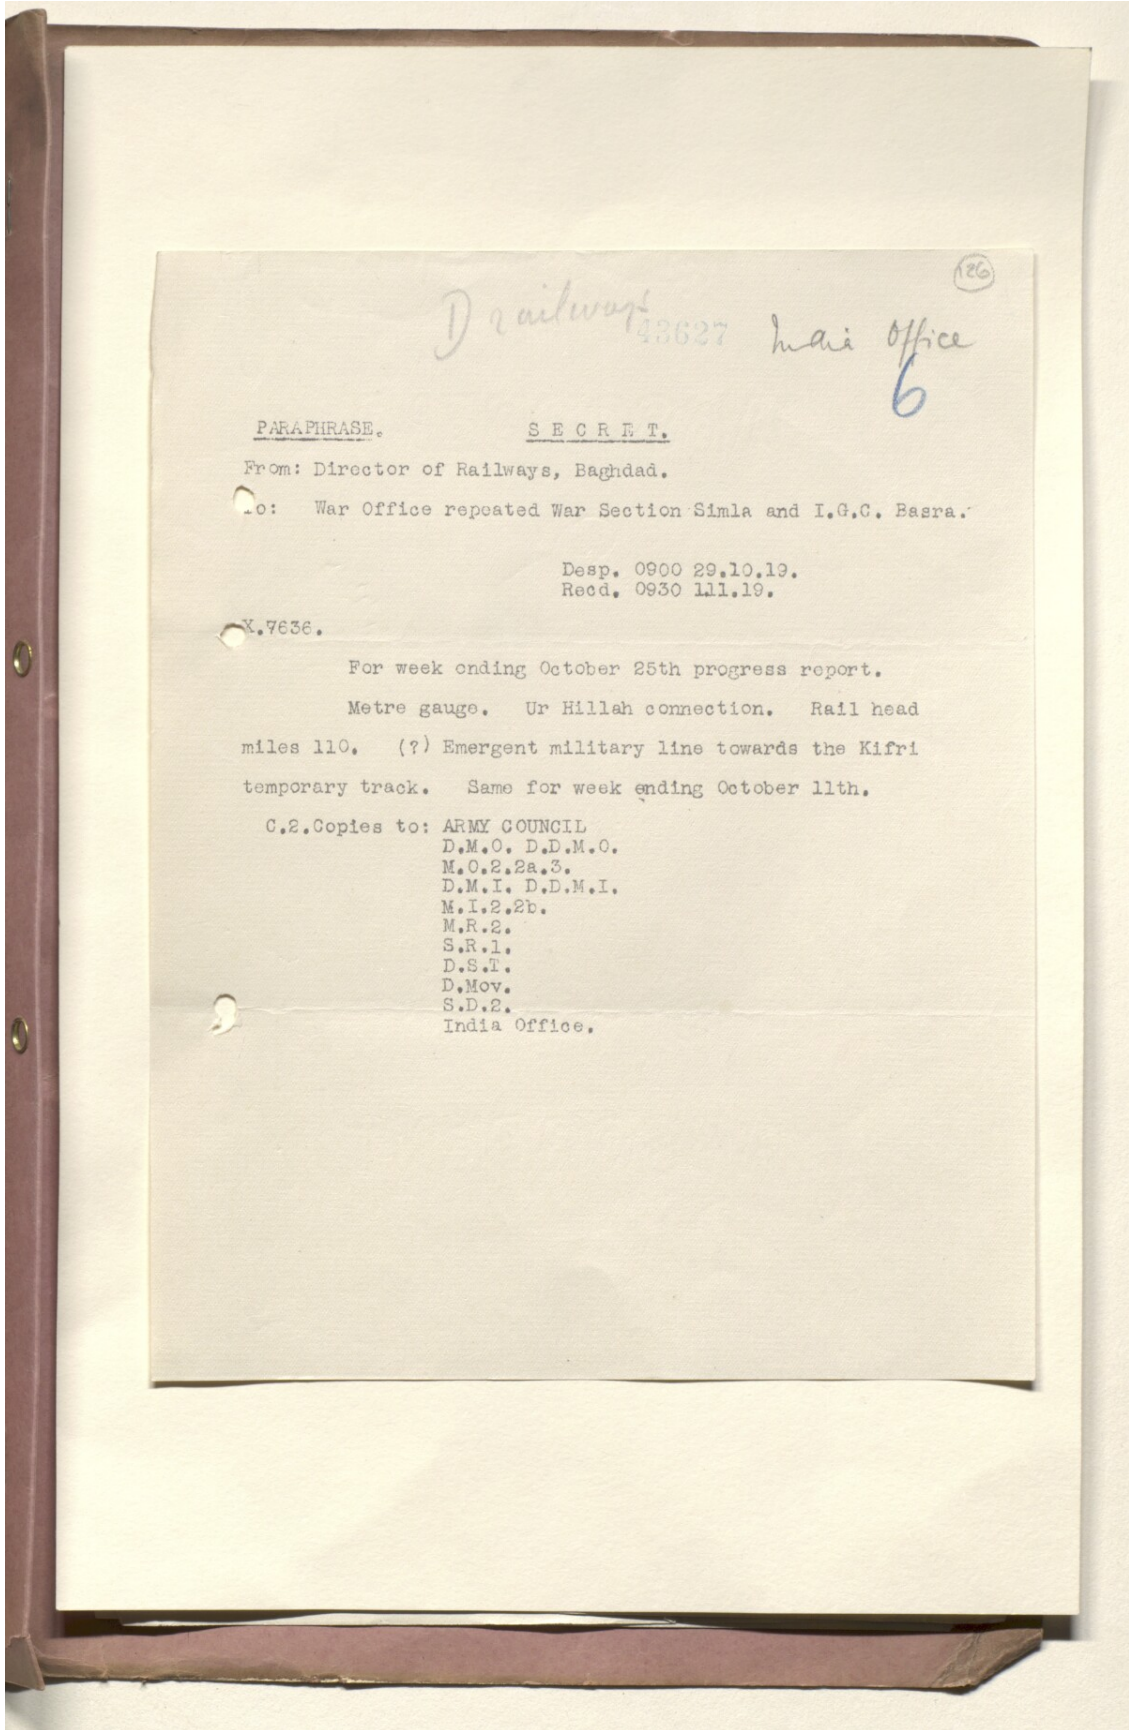 126
D railways
43627 India Office
6
PARAPHRASE. SECRET.
From: Director of Railways, Baghdad.
To: War Office repeated War Section Simla and I.G.C. Basra.
Desp. 0900 29.10.19.
Recd. 0930 1.11.19.
X.7636.
For week ending October 25th progress report.
Metre gauge. Ur Hillah connection. Rail head
miles 110. (?) Emergent military line towards the Kifri
temporary track. Same for week ending October 11th.
C.2.Copies to: ARMY COUNCIL
D.M.O. D.D.M.O.
M.O.2.2a.3.
D.M.I. D.D.M.I.
M.I.2.2b.
M.R.2.
S.R.1.
D.S.T.
D.Mov.
S.D.2.
India Office.